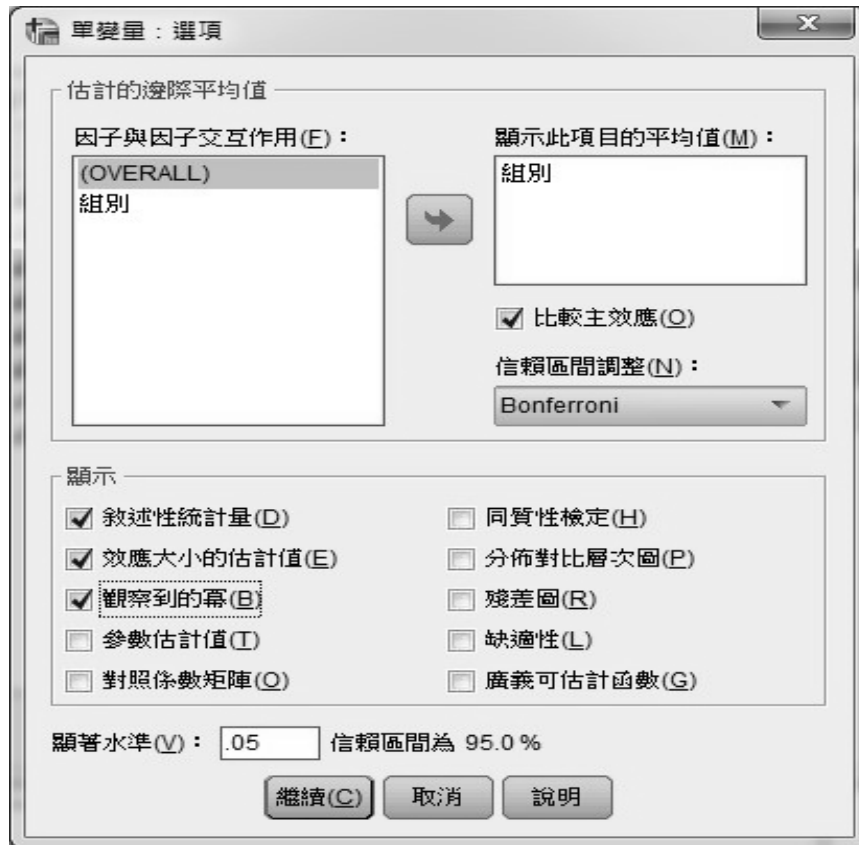 單變量：選項
估計的邊際平均值
因子與因子交互作用(F)：
(OVERALL)
組別
顯示此項目的平均值(M)：
組別
比較主效應(O)
信賴區間調整(N)：
Bonferroni
顯示
敘述性統計量(D)
同質性檢定(H)
效應大小的估計值(E)
分佈對比層次圖(P)
觀察到的冪(B)
殘差圖(R)
參數估計值(T)
缺適性(L)
對照係數矩陣(O)
廣義可估計函數(G)
顯著水準(V)： .05 信賴區間為 95.0 %
繼續(C) 取消 說明